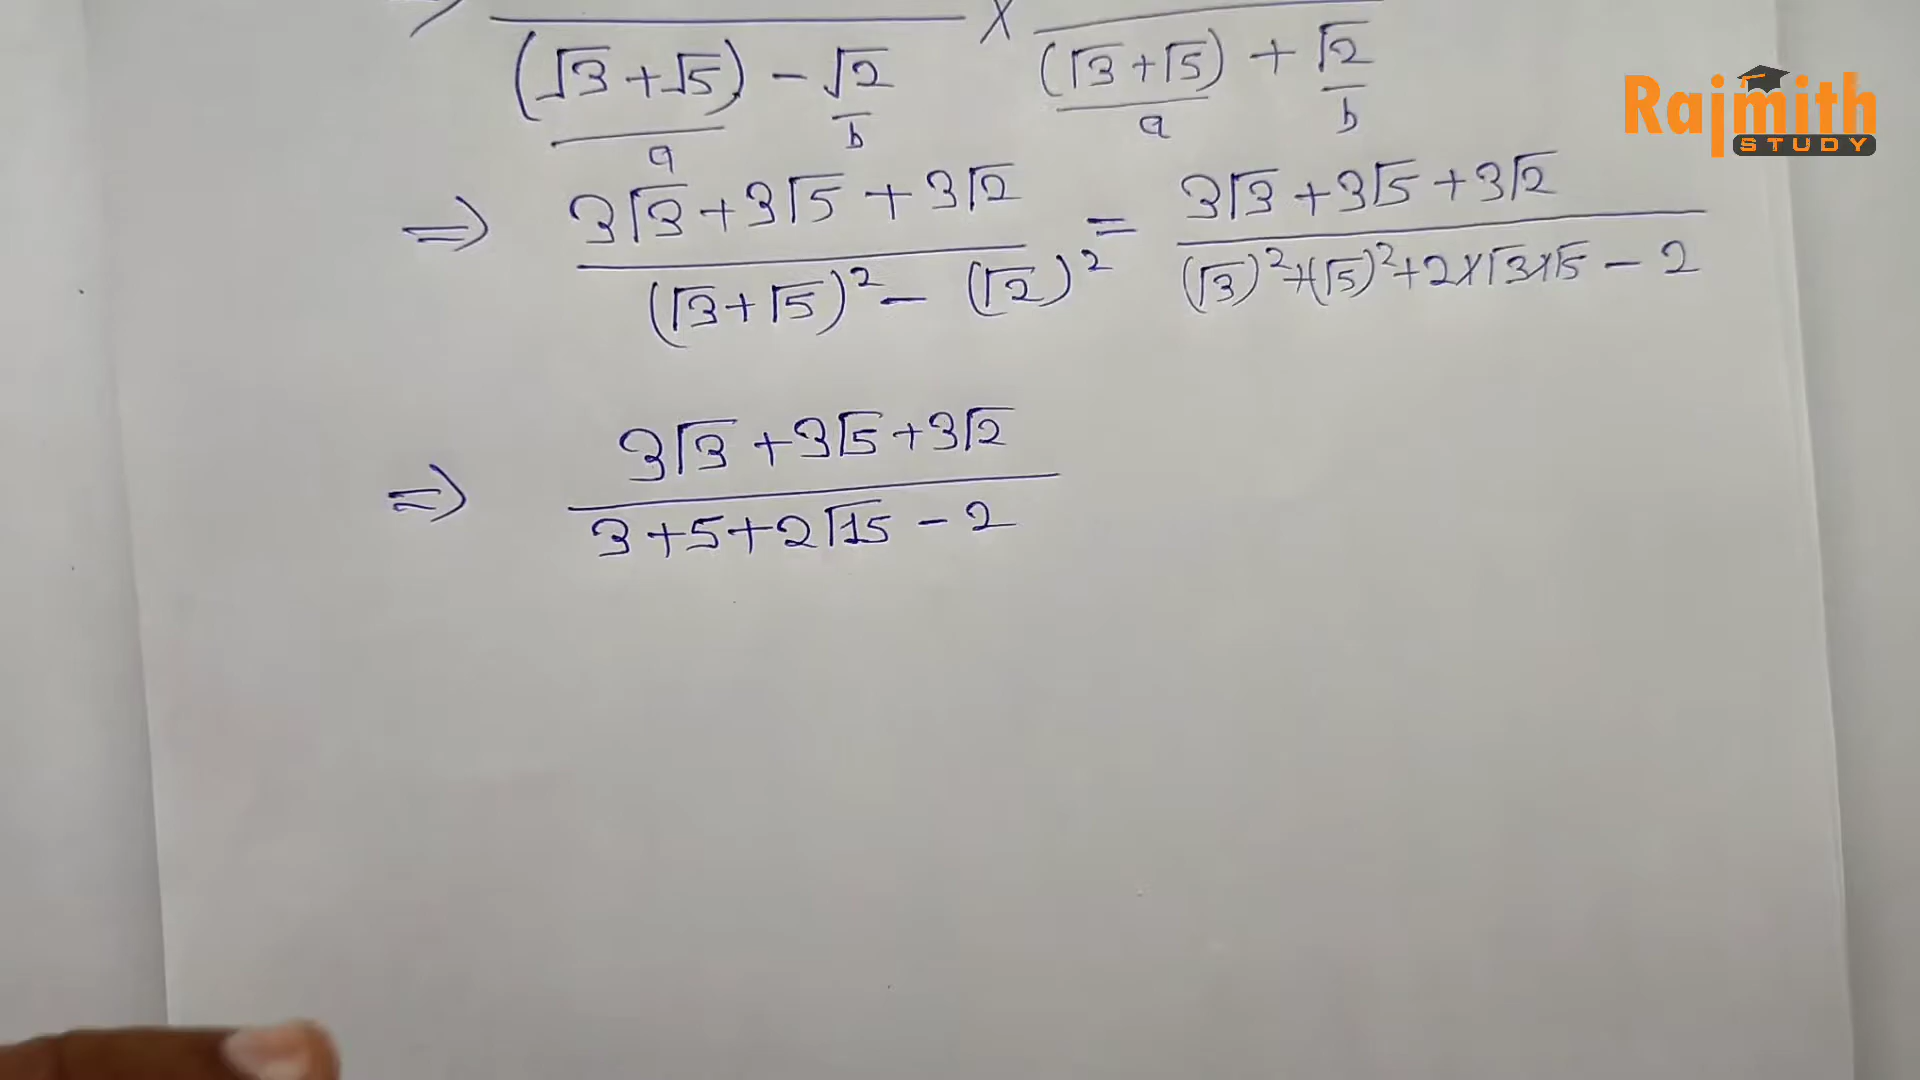 (√3+√5) - √2 × (√3+√5) + √2
a b a b
⇒ 3√3+3√5+3√2 / (√3+√5)² - (√2)² = 3√3+3√5+3√2 / (√3)²+(√5)²+2×√3×√5 - 2
⇒ 3√3+3√5+3√2 / 3+5+2√15 - 2
Rajmith
STUDY